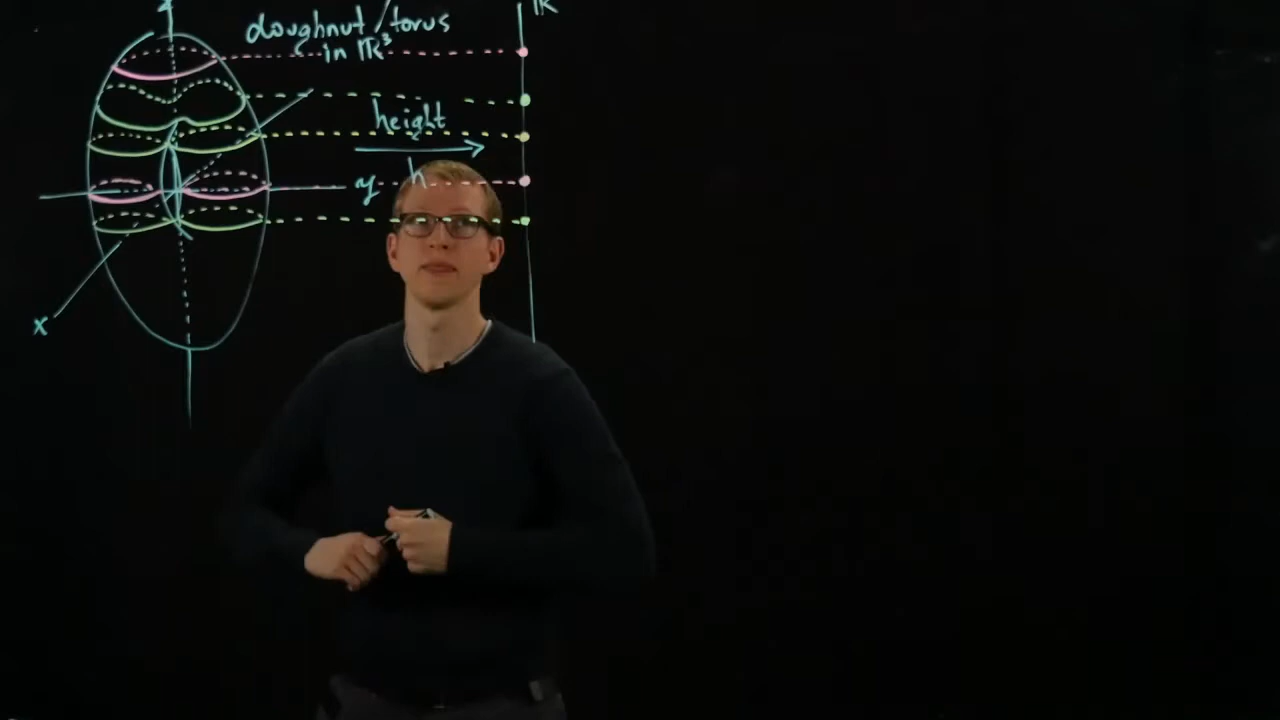 z
ℝ
doughnut/torus
in ℝ³
height
h
y
x